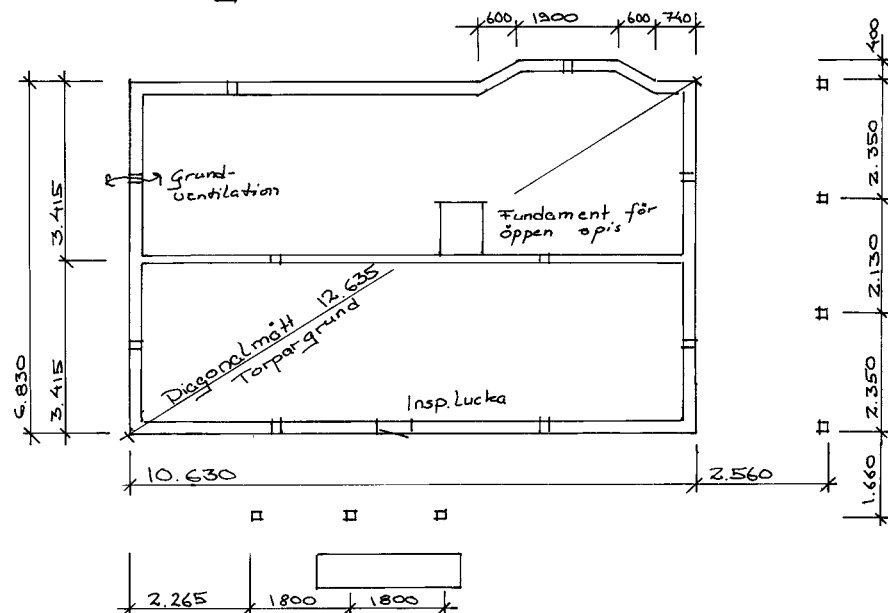 600 1900 600 740
400
2.350
Grund-
ventilation
3.415
Fundament för
öppen spis
2.130
12.635
Diagonalmått
Torpargrund
6.830
3.415
2.350
Insp. Lucka
10.630
2.560
1.660
2.265 1800 1800